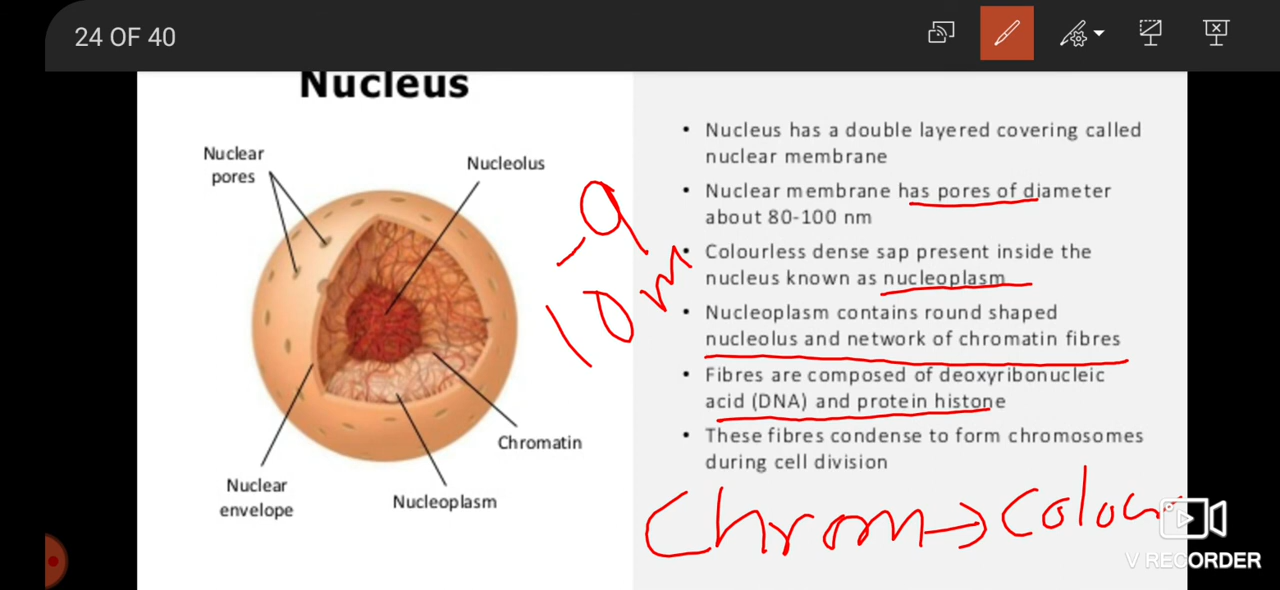 24 OF 40
Nucleus
Nuclear
pores
Nucleolus
Chromatin
Nucleoplasm
Nuclear
envelope
10
-9
m
• Nucleus has a double layered covering called
nuclear membrane
• Nuclear membrane has pores of diameter
about 80-100 nm
• Colourless dense sap present inside the
nucleus known as nucleoplasm
• Nucleoplasm contains round shaped
nucleolus and network of chromatin fibres
• Fibres are composed of deoxyribonucleic
acid (DNA) and protein histone
• These fibres condense to form chromosomes
during cell division
Chrom →
V RECORDER